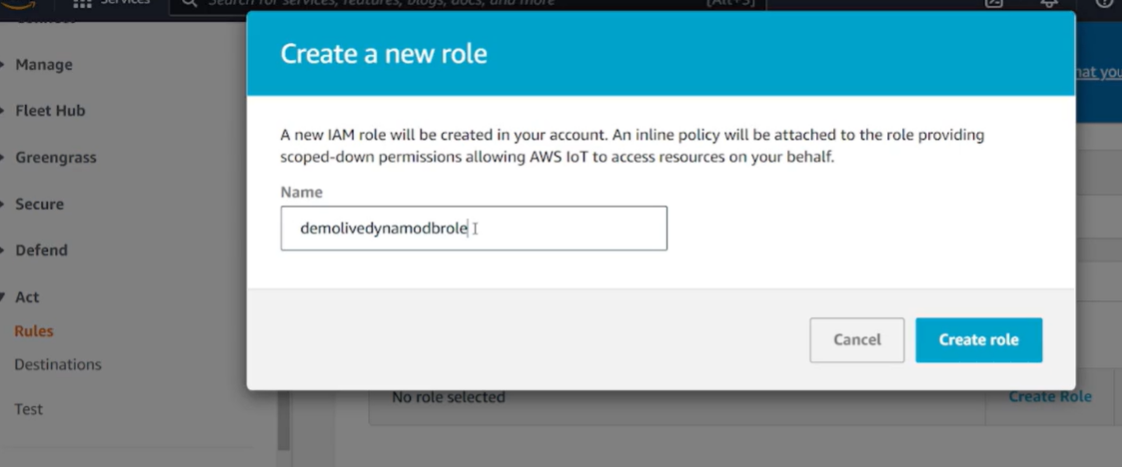 Services
Search for services, features, blogs, docs, and more
[Alt+S]
Manage
Fleet Hub
Greengrass
Secure
Defend
Act
Rules
Destinations
Test
Create a new role
A new IAM role will be created in your account. An inline policy will be attached to the role providing
scoped-down permissions allowing AWS IoT to access resources on your behalf.
Name
demolivedynamodbrole
Cancel
Create role
hat you
No role selected
Create Role